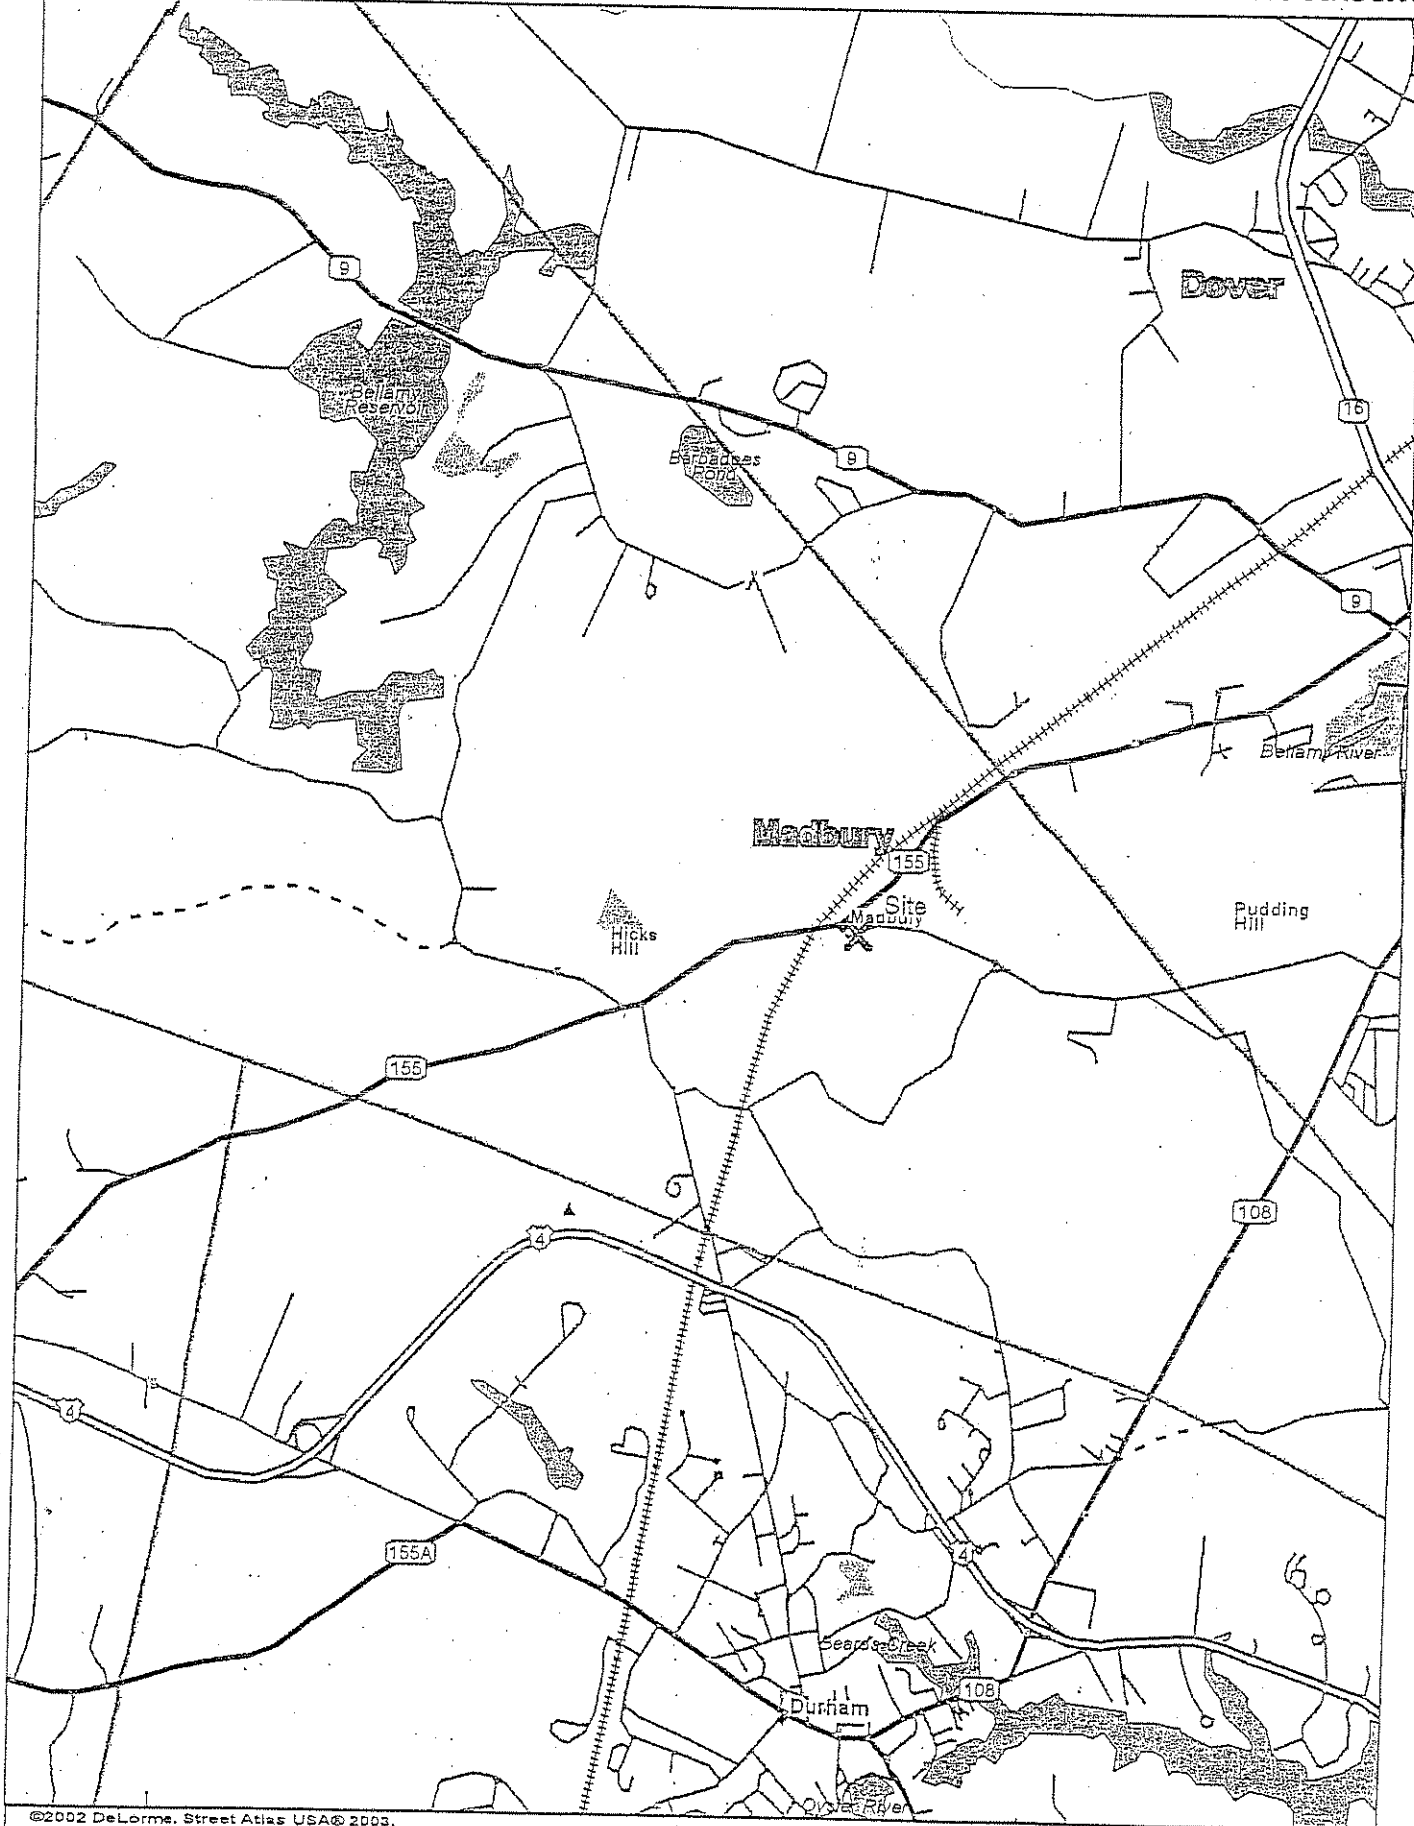 Dover
9
Bellamy
Reservoir
16
Barbadoes
Pond
9
9
Bellamy River
Madbury
155
Site
Madbury
Pudding
Hill
Hicks
Hill
155
108
4
4
155A
4
Beards Creek
108
Durham
Oyster River
©2002 DeLorme. Street Atlas USA® 2003.